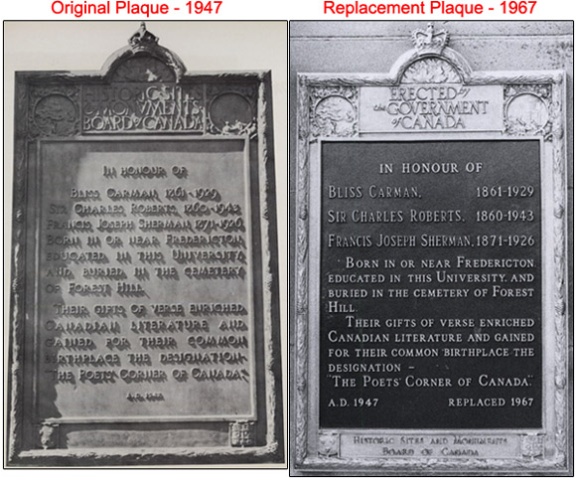 Original Plaque - 1947
HISTORIC SITES
AND MONUMENTS
BOARD of CANADA
IN HONOUR OF
BLISS CARMAN, 1861-1929
SIR CHARLES ROBERTS, 1860-1943
FRANCIS JOSEPH SHERMAN, 1871-1926
BORN IN OR NEAR FREDERICTON
EDUCATED IN THIS UNIVERSITY
AND BURIED IN THE CEMETERY
OF FOREST HILL.
THEIR GIFTS OF VERSE ENRICHED
CANADIAN LITERATURE AND
GAINED FOR THEIR COMMON
BIRTHPLACE THE DESIGNATION-
"THE POETS' CORNER OF CANADA."
A.D. 1947
Replacement Plaque - 1967
ERECTED by
the GOVERNMENT
of CANADA
IN HONOUR OF
BLISS CARMAN, 1861-1929
SIR CHARLES ROBERTS, 1860-1943
FRANCIS JOSEPH SHERMAN, 1871-1926
BORN IN OR NEAR FREDERICTON
EDUCATED IN THIS UNIVERSITY, AND
BURIED IN THE CEMETERY OF FOREST
HILL.
THEIR GIFTS OF VERSE ENRICHED
CANADIAN LITERATURE AND GAINED
FOR THEIR COMMON BIRTHPLACE THE
DESIGNATION -
"THE POETS' CORNER OF CANADA."
A.D. 1947 REPLACED 1967
HISTORIC SITES AND MONUMENTS
BOARD OF CANADA